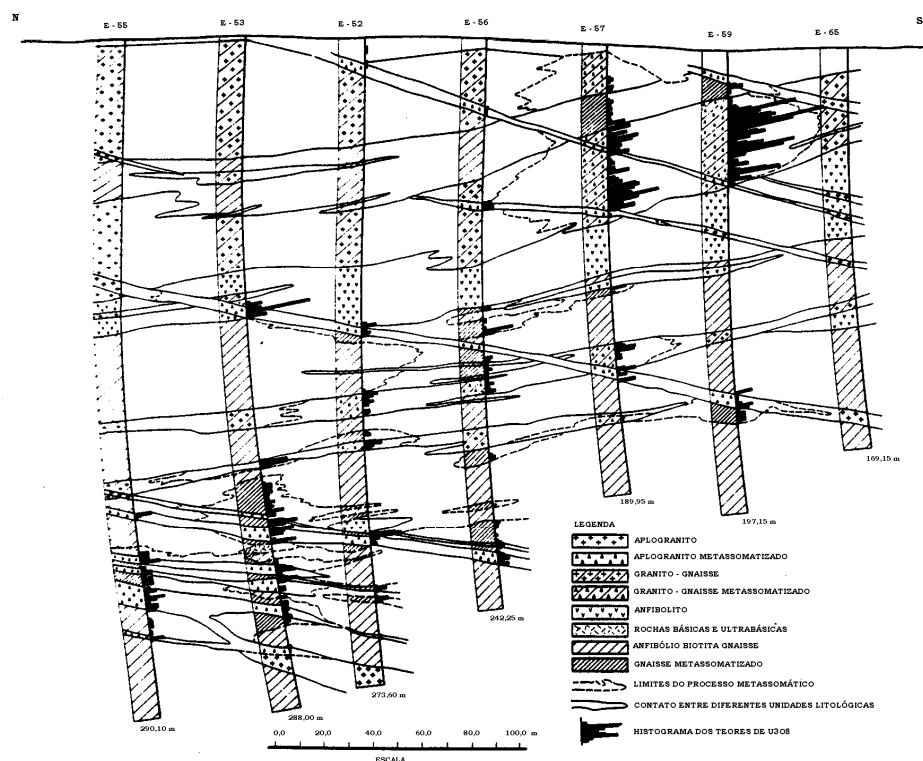 N
S
E - 55
E - 53
E - 52
E - 56
E - 57
E - 59
E - 65
169,15 m
189,95 m
197,15 m
242,25 m
273,60 m
288,00 m
290,10 m
LEGENDA
APLOGRANITO
APLOGRANITO METASSOMATIZADO
GRANITO - GNAISSE
GRANITO - GNAISSE METASSOMATIZADO
ANFIBOLITO
ROCHAS BÁSICAS E ULTRABÁSICAS
ANFIBÓLIO BIOTITA GNAISSE
GNAISSE METASSOMATIZADO
LIMITES DO PROCESSO METASSOMÁTICO
CONTATO ENTRE DIFERENTES UNIDADES LITOLÓGICAS
HISTOGRAMA DOS TEORES DE U3O8
0,0 20,0 40,0 60,0 80,0 100,0 m
ESCALA